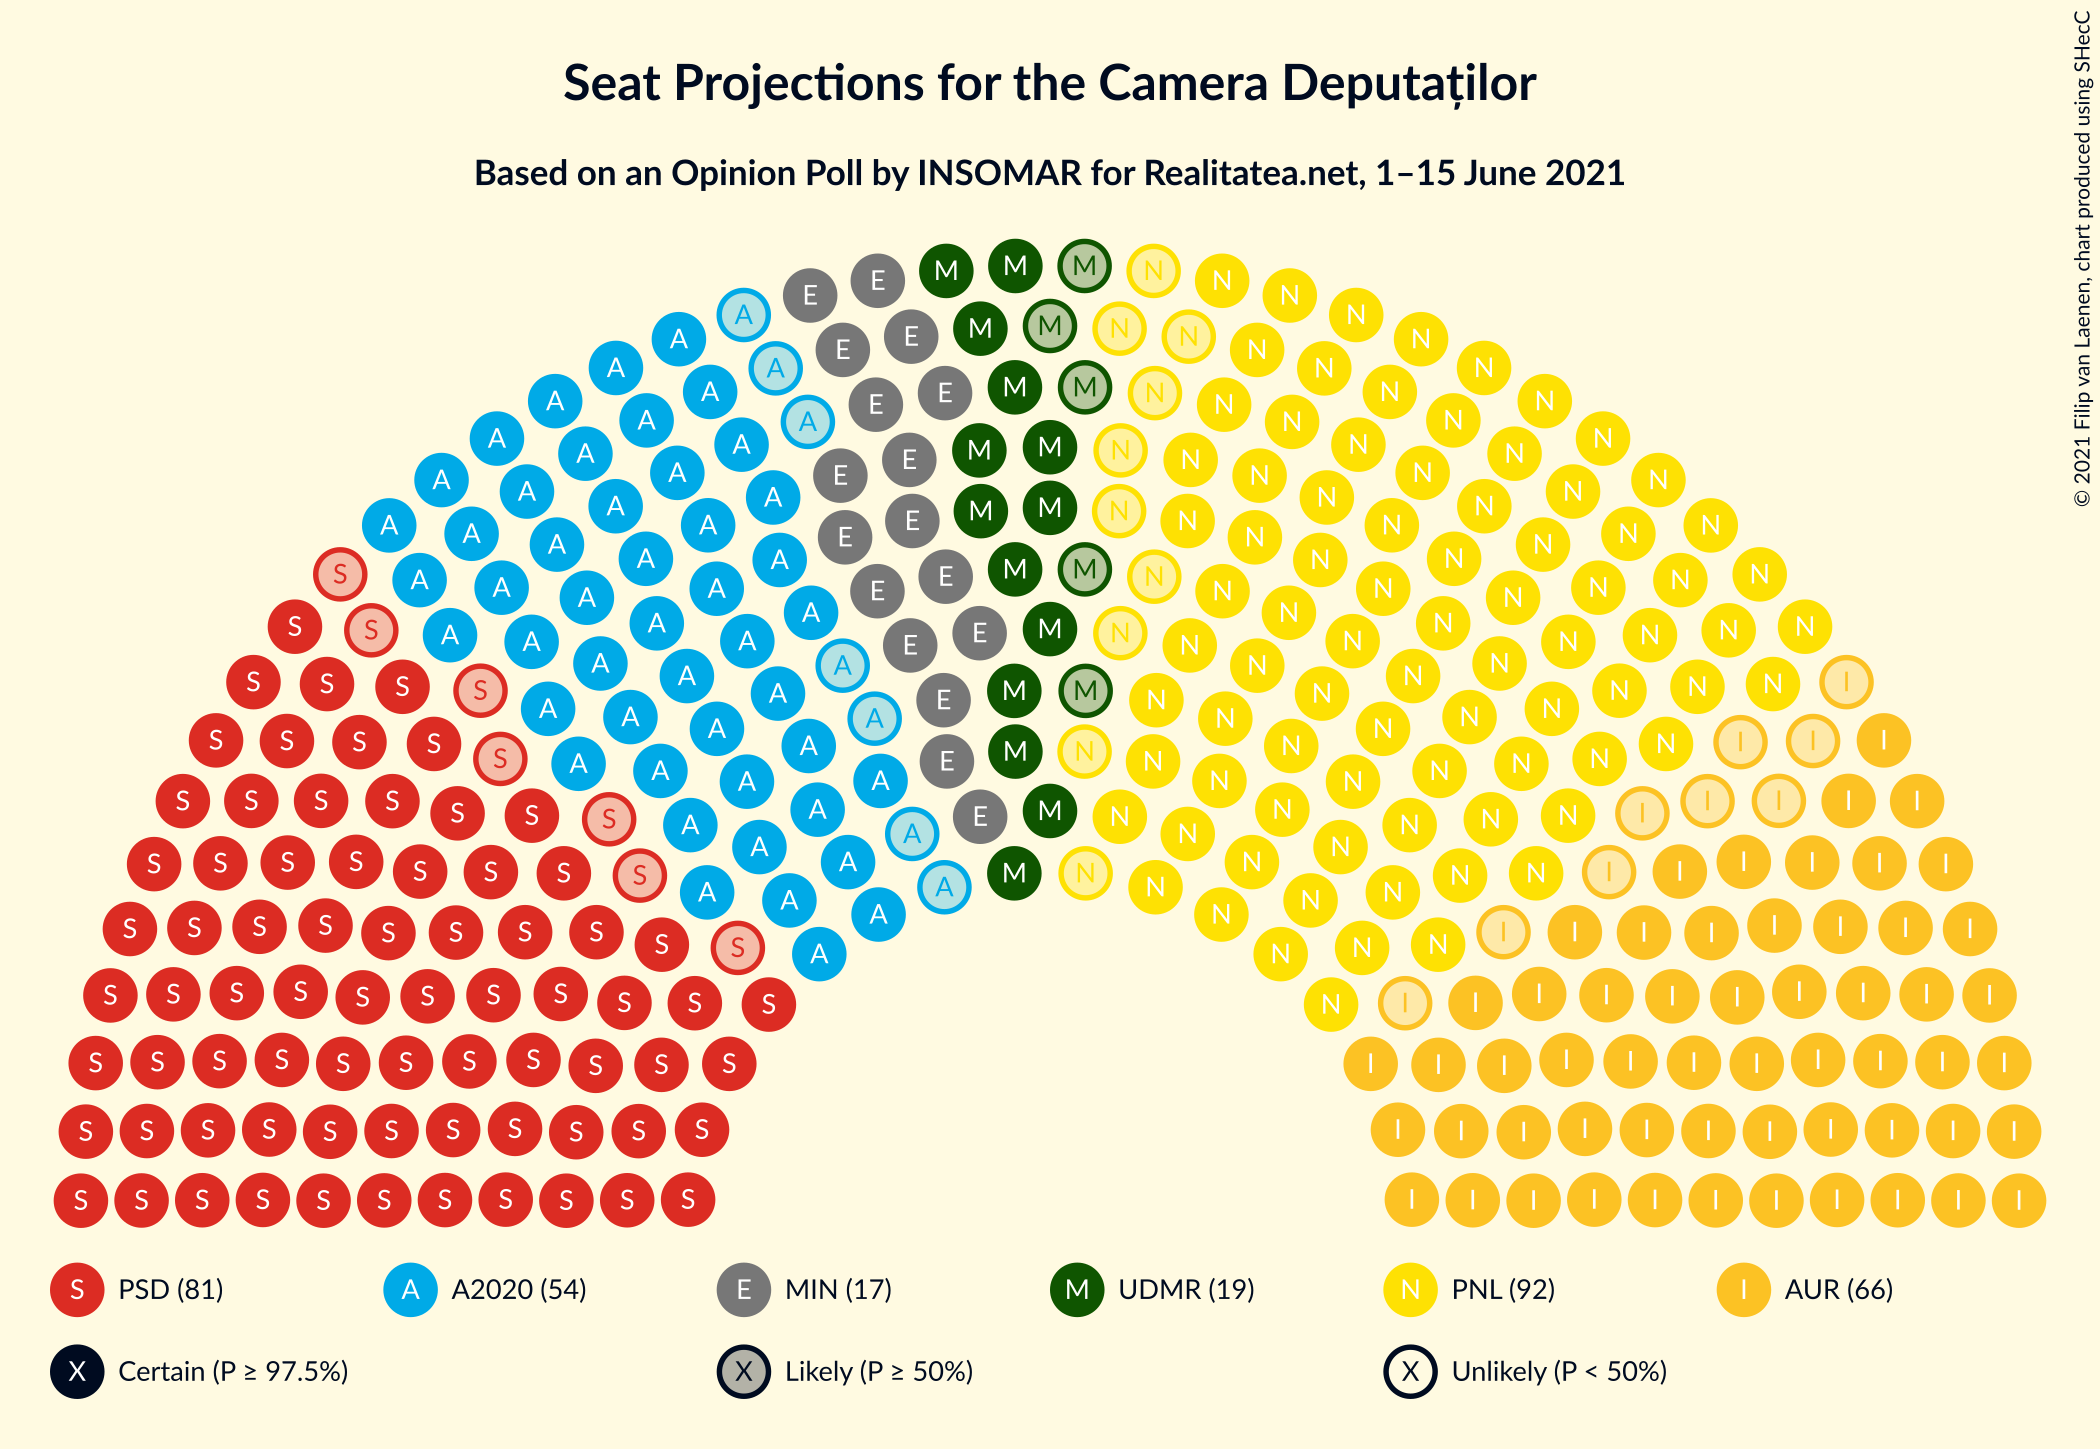 Seat Projections for the Camera Deputaților
Based on an Opinion Poll by INSOMAR for Realitatea.net, 1–15 June 2021
© 2021 Filip van Laenen, chart produced using SHecC
S PSD (81) A A2020 (54) E MIN (17) M UDMR (19) N PNL (92) I AUR (66)
X Certain (P ≥ 97.5%) X Likely (P ≥ 50%) X Unlikely (P < 50%)